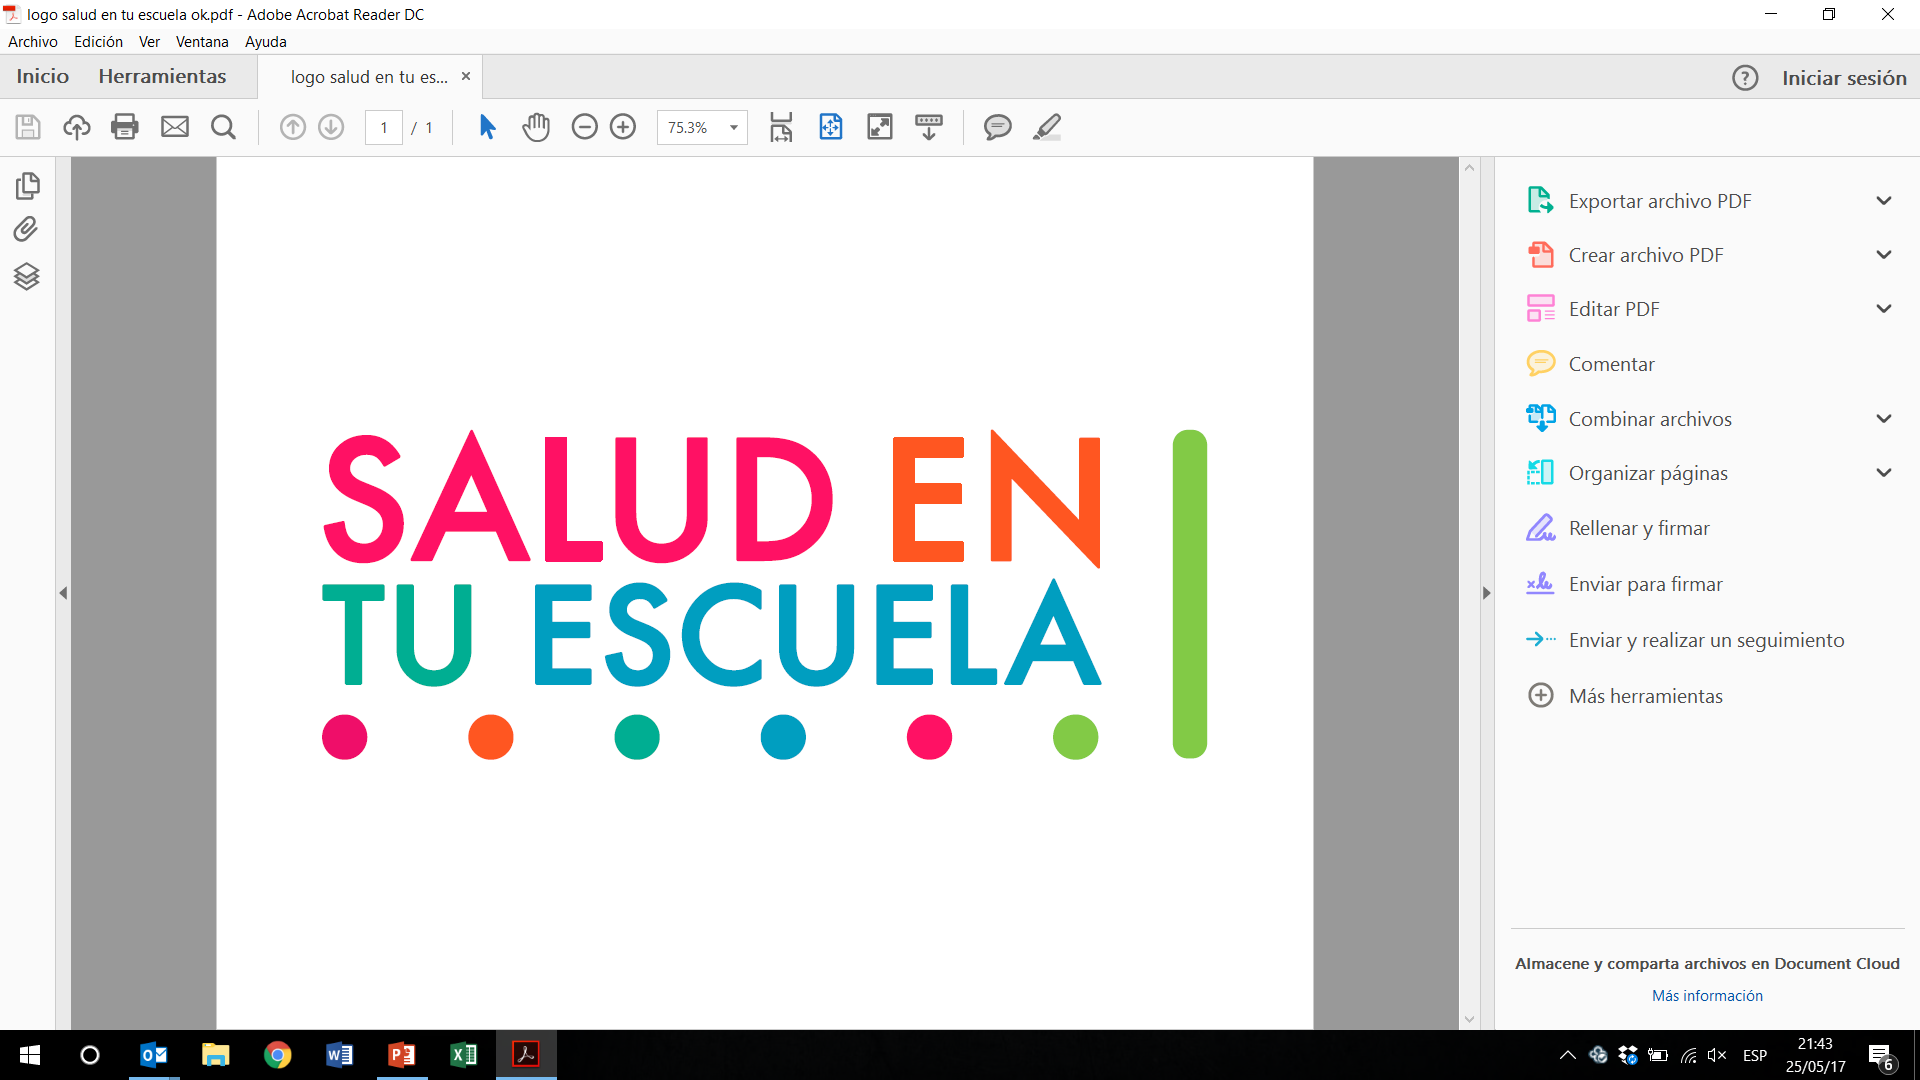 logo salud en tu escuela ok.pdf - Adobe Acrobat Reader DC
Archivo Edición Ver Ventana Ayuda
Inicio Herramientas logo salud en tu es... × ? Iniciar sesión
1 / 1 75.3%
Exportar archivo PDF
Crear archivo PDF
Editar PDF
Comentar
Combinar archivos
Organizar páginas
Rellenar y firmar
Enviar para firmar
Enviar y realizar un seguimiento
Más herramientas
SALUD EN
TU ESCUELA
Almacene y comparta archivos en Document Cloud
Más información
ESP
21:43
25/05/17
6